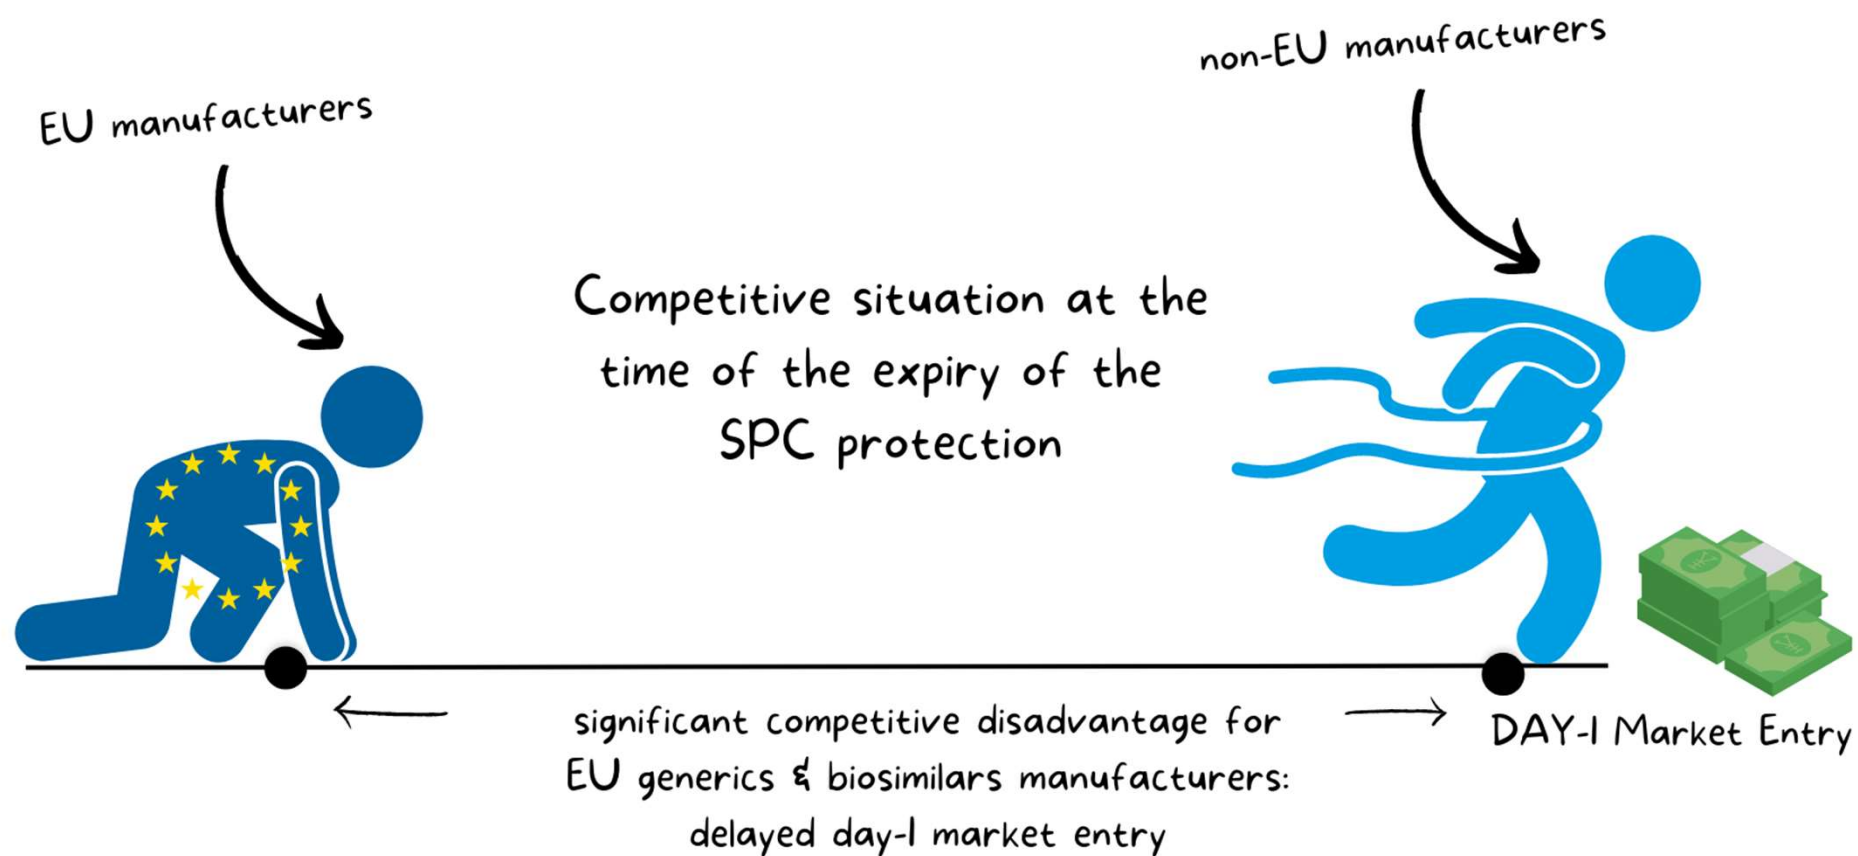 non-EU manufacturers
EU manufacturers
Competitive situation at the
time of the expiry of the
SPC protection
significant competitive disadvantage for
EU generics & biosimilars manufacturers:
delayed day-1 market entry
DAY-1 Market Entry